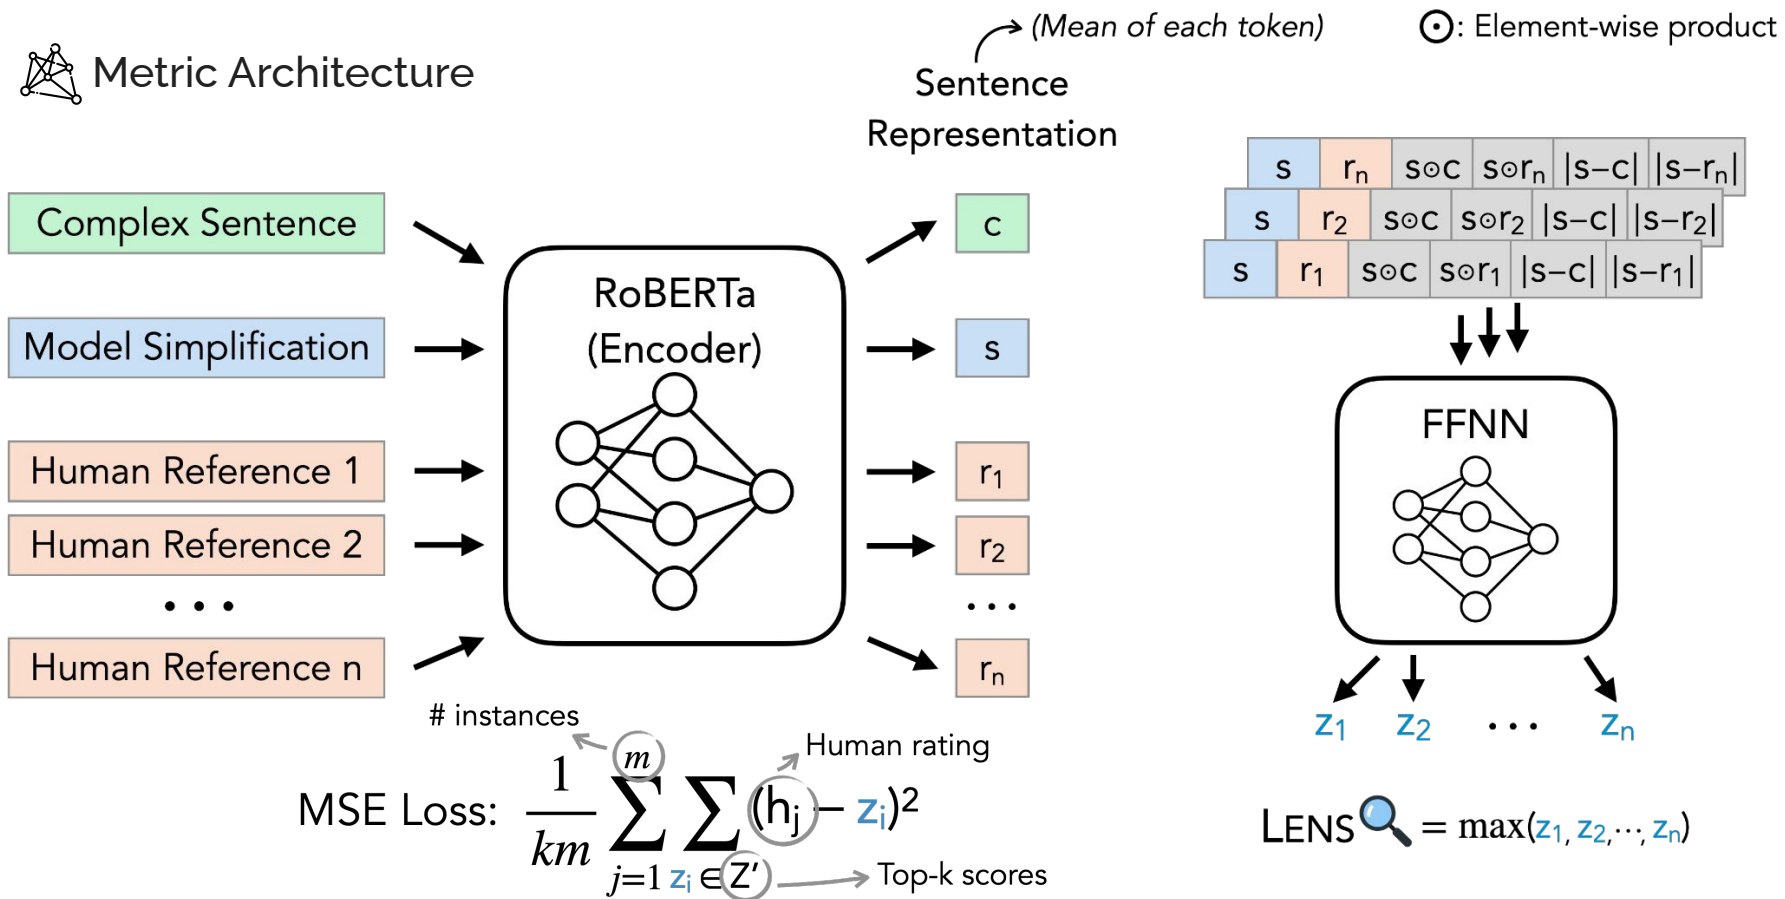 Metric Architecture
(Mean of each token)
⊙: Element-wise product
Sentence
Representation
Complex Sentence
Model Simplification
Human Reference 1
Human Reference 2
...
Human Reference n
RoBERTa
(Encoder)
c
s
r₁
r₂
...
rₙ
s rₙ s⊙c s⊙rₙ |s−c| |s−rₙ|
s r₂ s⊙c s⊙r₂ |s−c| |s−r₂|
s r₁ s⊙c s⊙r₁ |s−c| |s−r₁|
FFNN
z₁ z₂ ... zₙ
# instances
Human rating
MSE Loss: 1/km ∑ᵐ j=1 ∑ zᵢ ∈ Z′ (hⱼ − zᵢ)²
Top-k scores
LENS = max(z₁, z₂,..., zₙ)